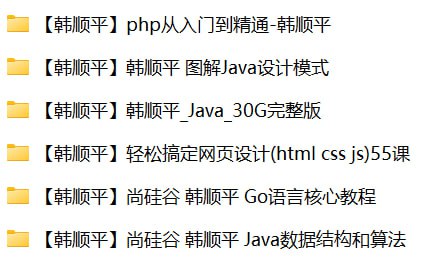 【韩顺平】php从入门到精通-韩顺平
【韩顺平】韩顺平 图解Java设计模式
【韩顺平】韩顺平_Java_30G完整版
【韩顺平】轻松搞定网页设计(html css js)55课
【韩顺平】尚硅谷 韩顺平 Go语言核心教程
【韩顺平】尚硅谷 韩顺平 Java数据结构和算法